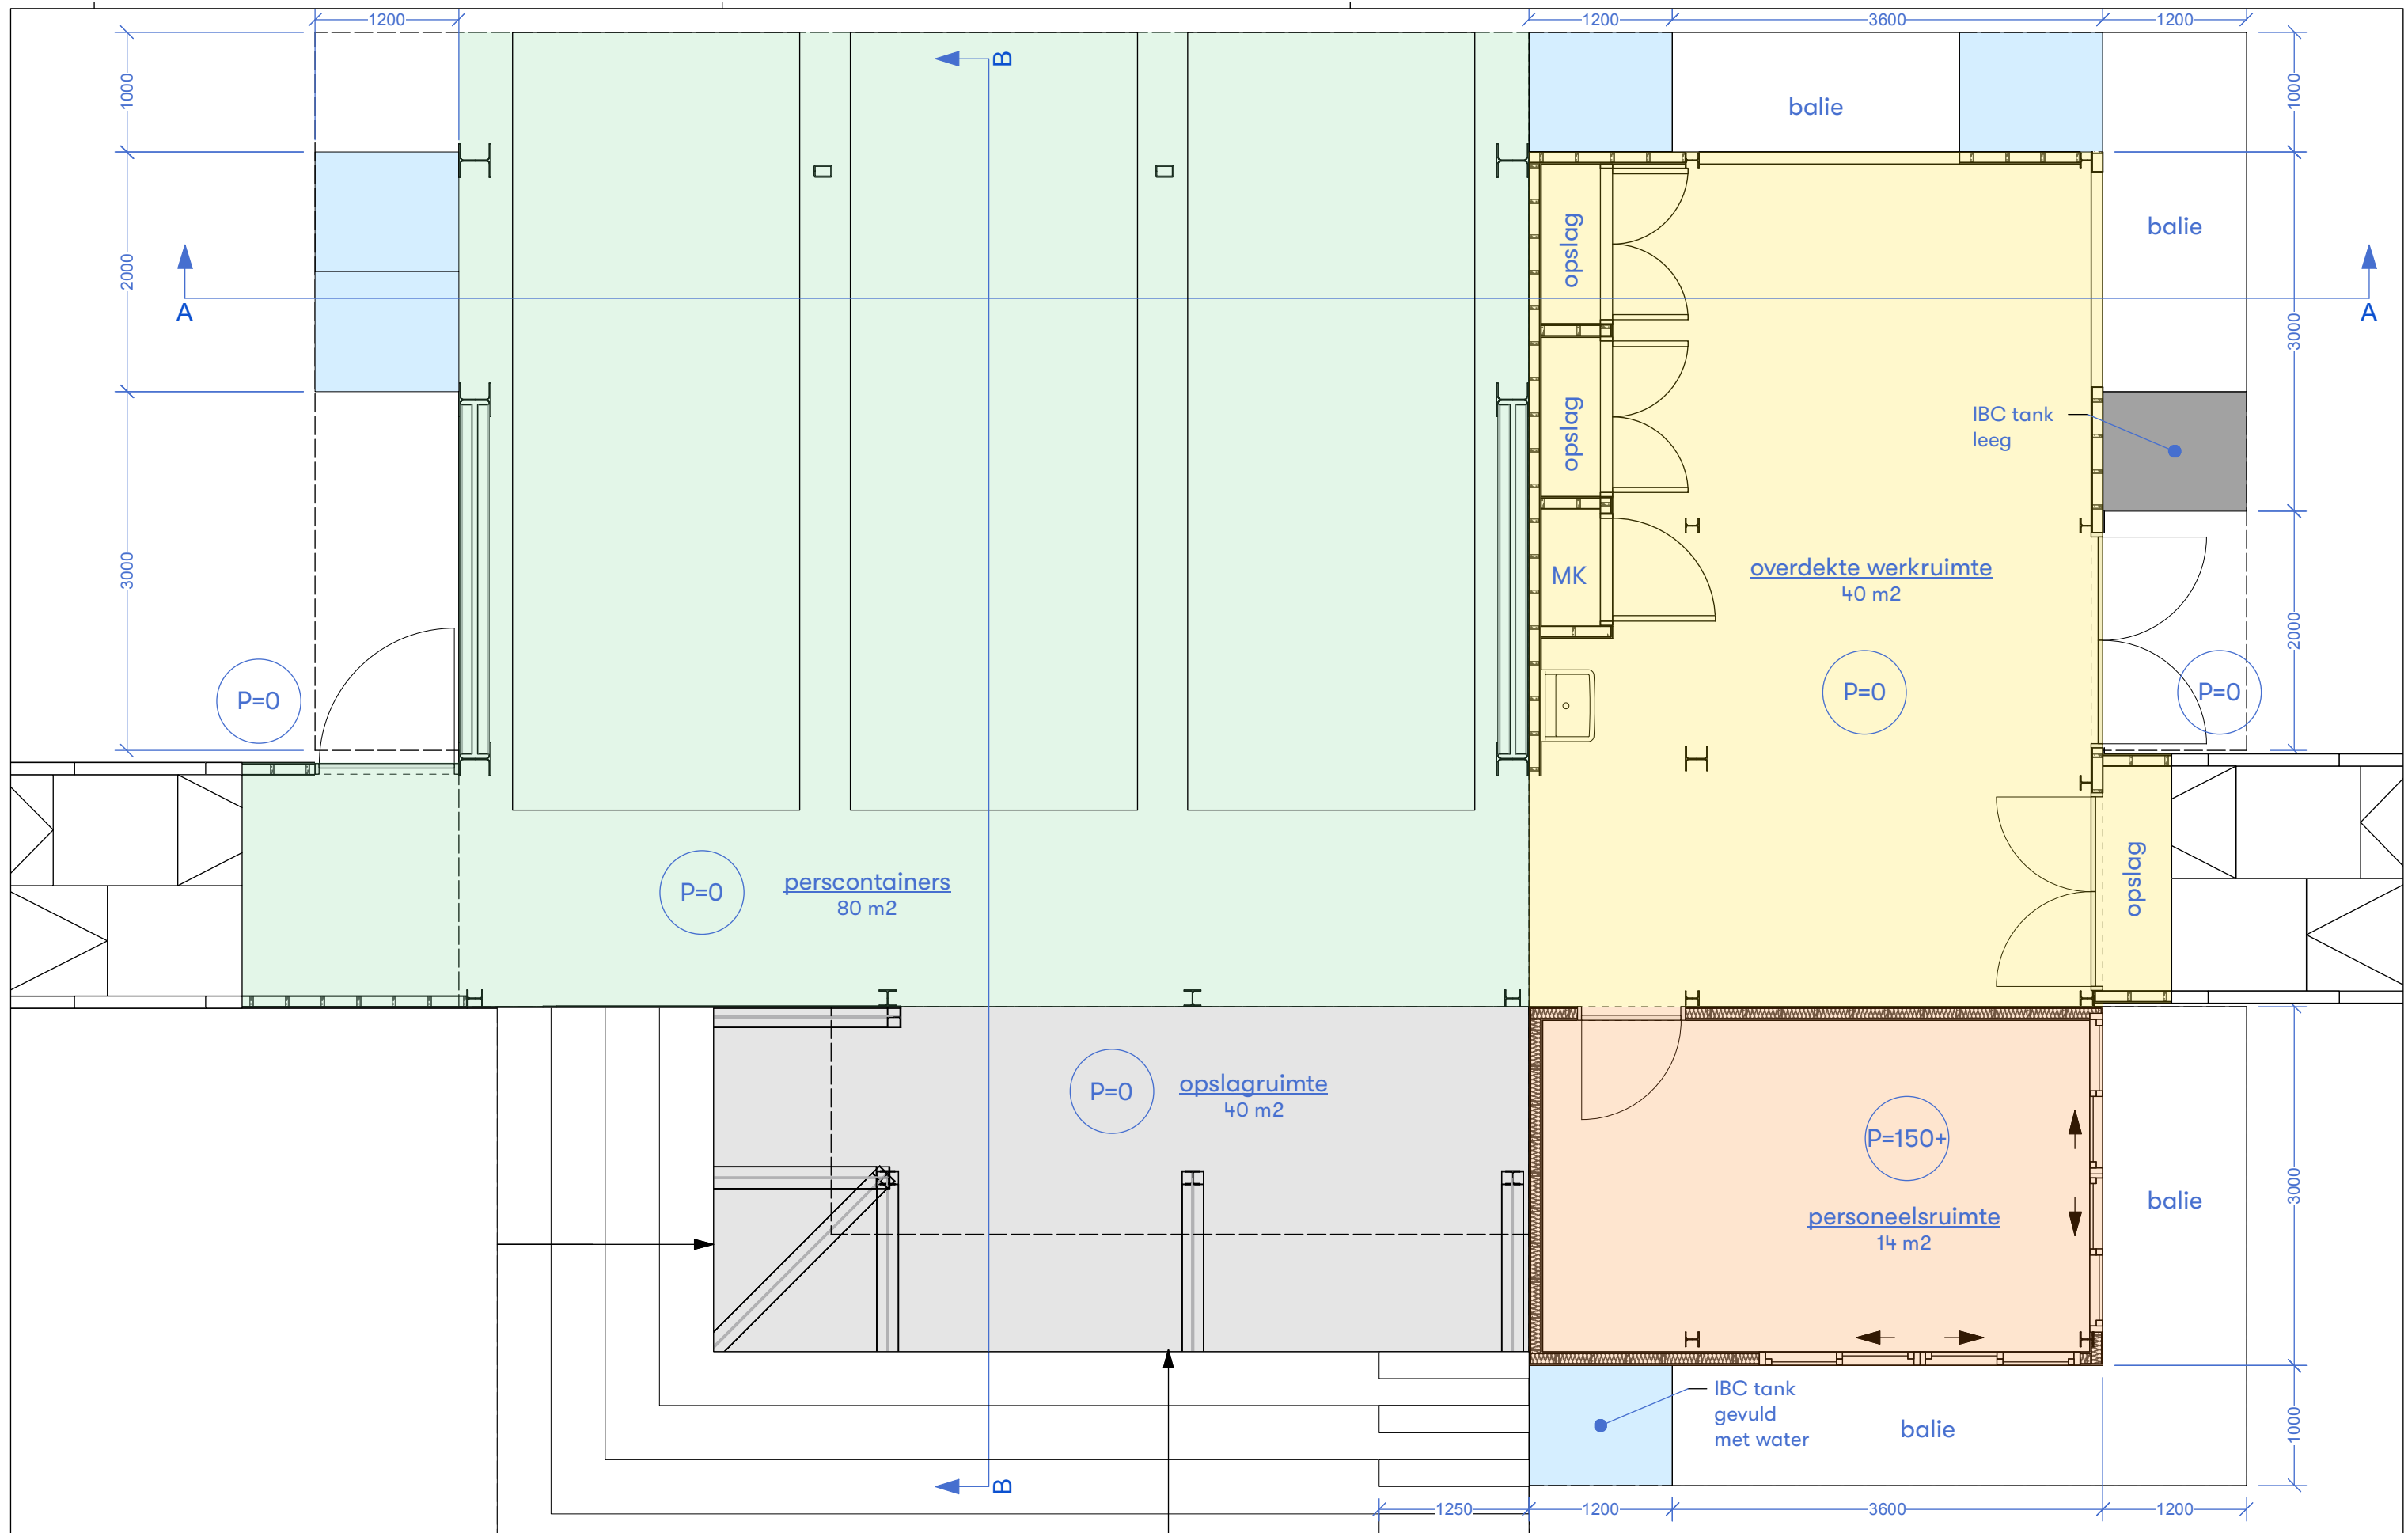 1200
1200
3600
1200
1000
B
balie
1000
2000
A
opslag
balie
A
3000
opslag
IBC tank
leeg
3000
MK
overdekte werkruimte
40 m2
2000
P=0
P=0
P=0
P=0
perscontainers
80 m2
opslag
P=0
opslagruimte
40 m2
P=150+
personeelsruimte
14 m2
balie
3000
IBC tank
gevuld
met water
balie
1000
B
1250
1200
3600
1200